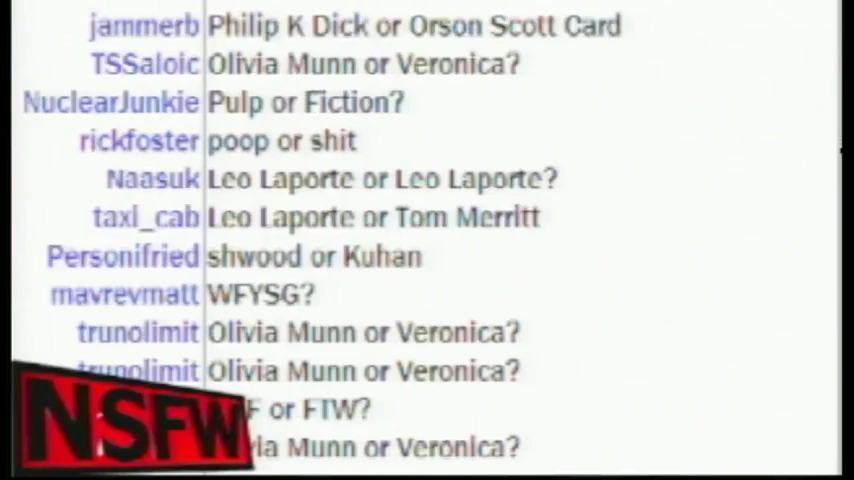 jammerb Philip K Dick or Orson Scott Card
TSSaloic Olivia Munn or Veronica?
NuclearJunkie Pulp or Fiction?
rickfoster poop or shit
Naasuk Leo Laporte or Leo Laporte?
taxi_cab Leo Laporte or Tom Merritt
Personifried shwood or Kuhan
mavrevmatt WFYSG?
trunolimit Olivia Munn or Veronica?
trunolimit Olivia Munn or Veronica?
or FTW?
Munn or Veronica?
NSFW